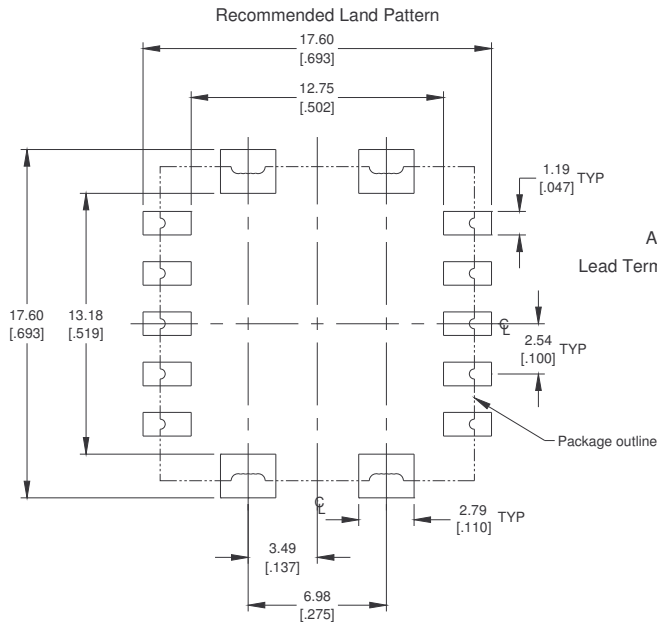 Recommended Land Pattern
17.60
[.693]
12.75
[.502]
1.19
[.047]
TYP
A
Lead Term
17.60
[.693]
13.18
[.519]
℄
2.54
[.100]
TYP
Package outline
℄
2.79
[.110]
TYP
3.49
[.137]
6.98
[.275]